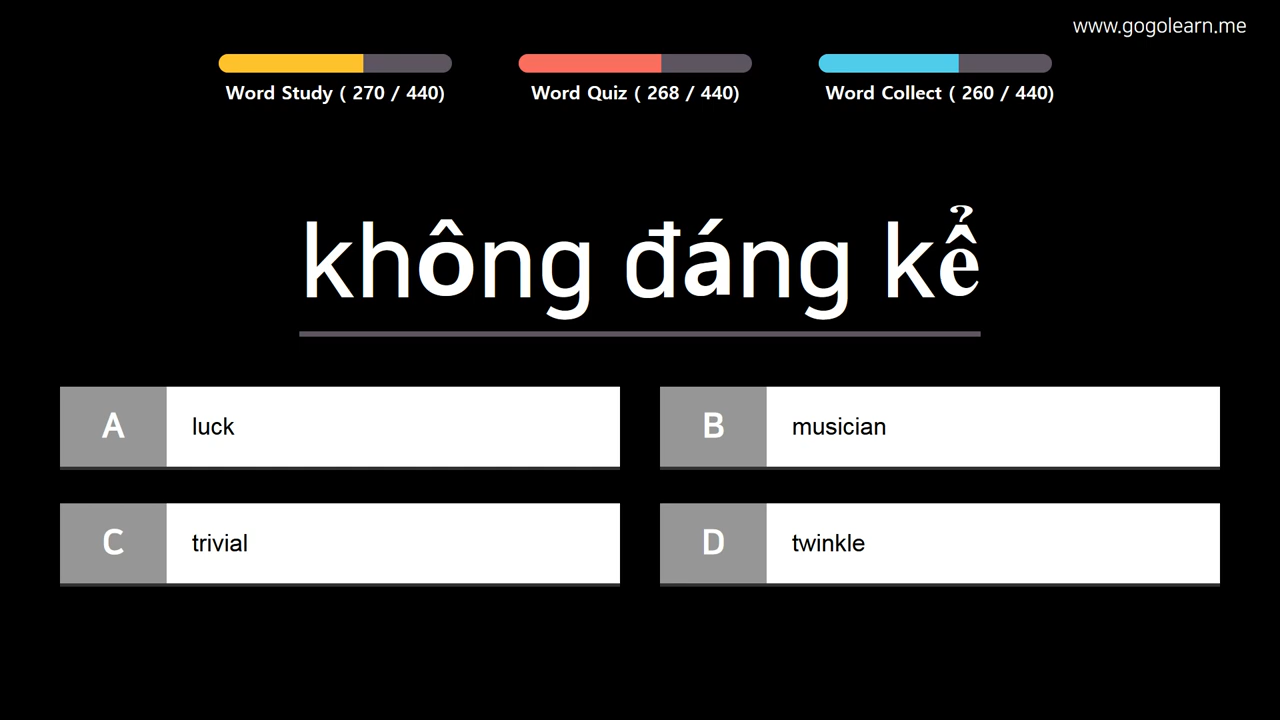 www.gogolearn.me
Word Study ( 270 / 440)
Word Quiz ( 268 / 440)
Word Collect ( 260 / 440)
không đáng kể
A luck
B musician
C trivial
D twinkle